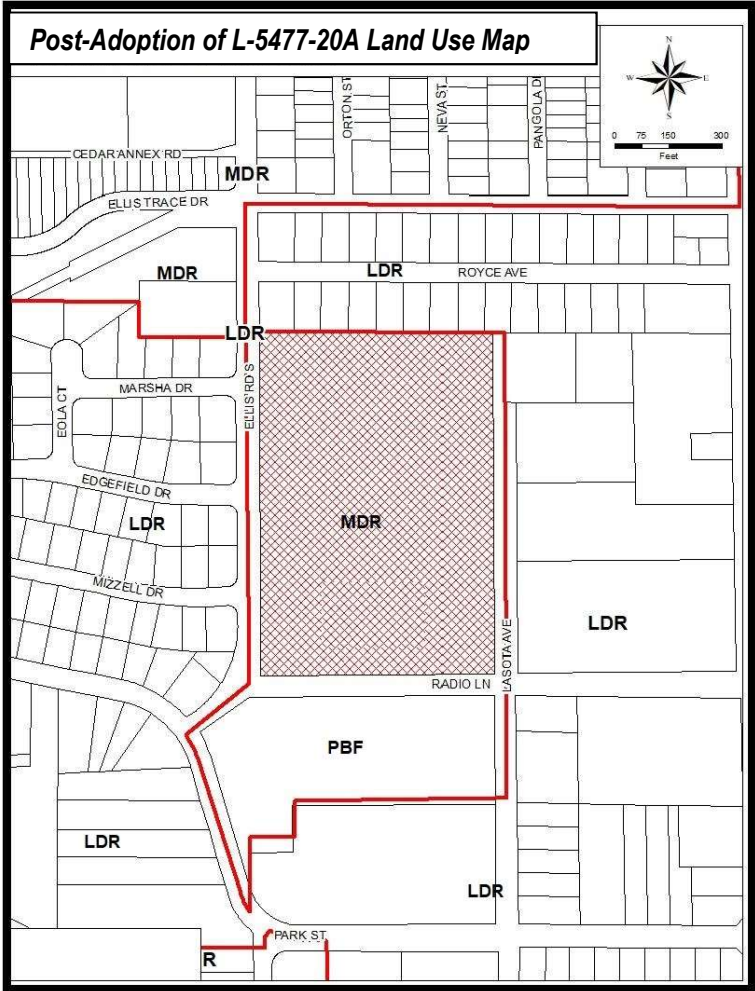 Post-Adoption of L-5477-20A Land Use Map
N
W E
S
0 75 150 300
Feet
ORTON ST
NEVA ST
PANGOLA D
CEDAR ANNEX RD
MDR
ELLIS TRACE DR
MDR
LDR
ROYCE AVE
LDR
ELLIS RD S
MARSHA DR
EOLA CT
EDGEFIELD DR
LDR
MDR
MIZZELL DR
LDR
RADIO LN
LASOTA AVE
PBF
LDR
LDR
PARK ST
R